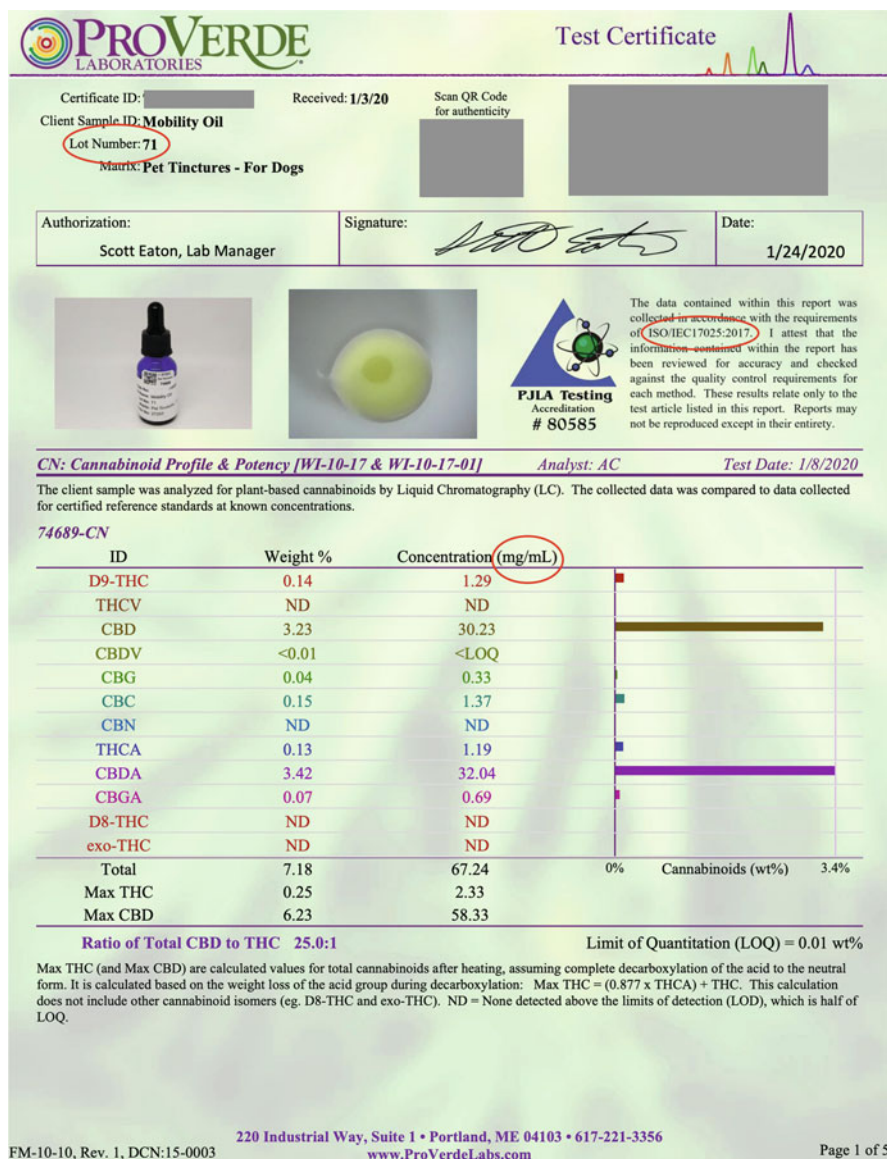 PROVERDE
LABORATORIES
Test Certificate
Certificate ID:
Received: 1/3/20
Scan QR Code
for authenticity
Client Sample ID: Mobility Oil
Lot Number: 71
Matrix: Pet Tinctures - For Dogs
Authorization:
Scott Eaton, Lab Manager
Signature:
Date:
1/24/2020
The data contained within this report was
collected in accordance with the requirements
of ISO/IEC17025:2017. I attest that the
information contained within the report has
been reviewed for accuracy and checked
against the quality control requirements for
each method. These results relate only to the
test article listed in this report. Reports may
not be reproduced except in their entirety.
PJLA Testing
Accreditation
# 80585
CN: Cannabinoid Profile & Potency [WI-10-17 & WI-10-17-01] Analyst: AC Test Date: 1/8/2020
The client sample was analyzed for plant-based cannabinoids by Liquid Chromatography (LC). The collected data was compared to data collected
for certified reference standards at known concentrations.
74689-CN
ID Weight % Concentration (mg/mL)
D9-THC 0.14 1.29
THCV ND ND
CBD 3.23 30.23
CBDV <0.01 <LOQ
CBG 0.04 0.33
CBC 0.15 1.37
CBN ND ND
THCA 0.13 1.19
CBDA 3.42 32.04
CBGA 0.07 0.69
D8-THC ND ND
exo-THC ND ND
Total 7.18 67.24 0% Cannabinoids (wt%) 3.4%
Max THC 0.25 2.33
Max CBD 6.23 58.33
Ratio of Total CBD to THC 25.0:1 Limit of Quantitation (LOQ) = 0.01 wt%
Max THC (and Max CBD) are calculated values for total cannabinoids after heating, assuming complete decarboxylation of the acid to the neutral
form. It is calculated based on the weight loss of the acid group during decarboxylation: Max THC = (0.877 x THCA) + THC. This calculation
does not include other cannabinoid isomers (eg. D8-THC and exo-THC). ND = None detected above the limits of detection (LOD), which is half of
LOQ.
220 Industrial Way, Suite 1 • Portland, ME 04103 • 617-221-3356
FM-10-10, Rev. 1, DCN:15-0003 www.ProVerdeLabs.com Page 1 of 5